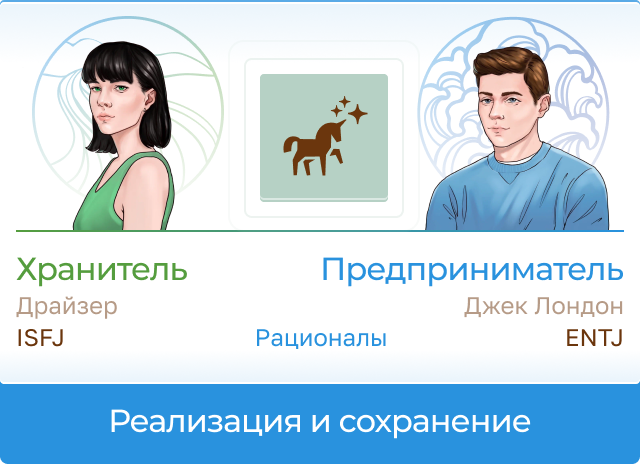 Хранитель Предприниматель
Драйзер Джек Лондон
ISFJ Рационалы ENTJ
Реализация и сохранение